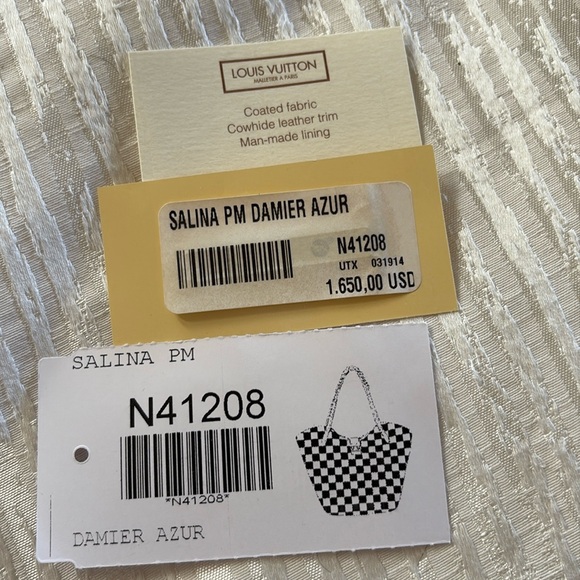 LOUIS VUITTON
MALLETIER A PARIS
Coated fabric
Cowhide leather trim
Man-made lining
SALINA PM DAMIER AZUR
N41208
UTX 031914
1.650,00 USD
SALINA PM
N41208
*N41208*
DAMIER AZUR